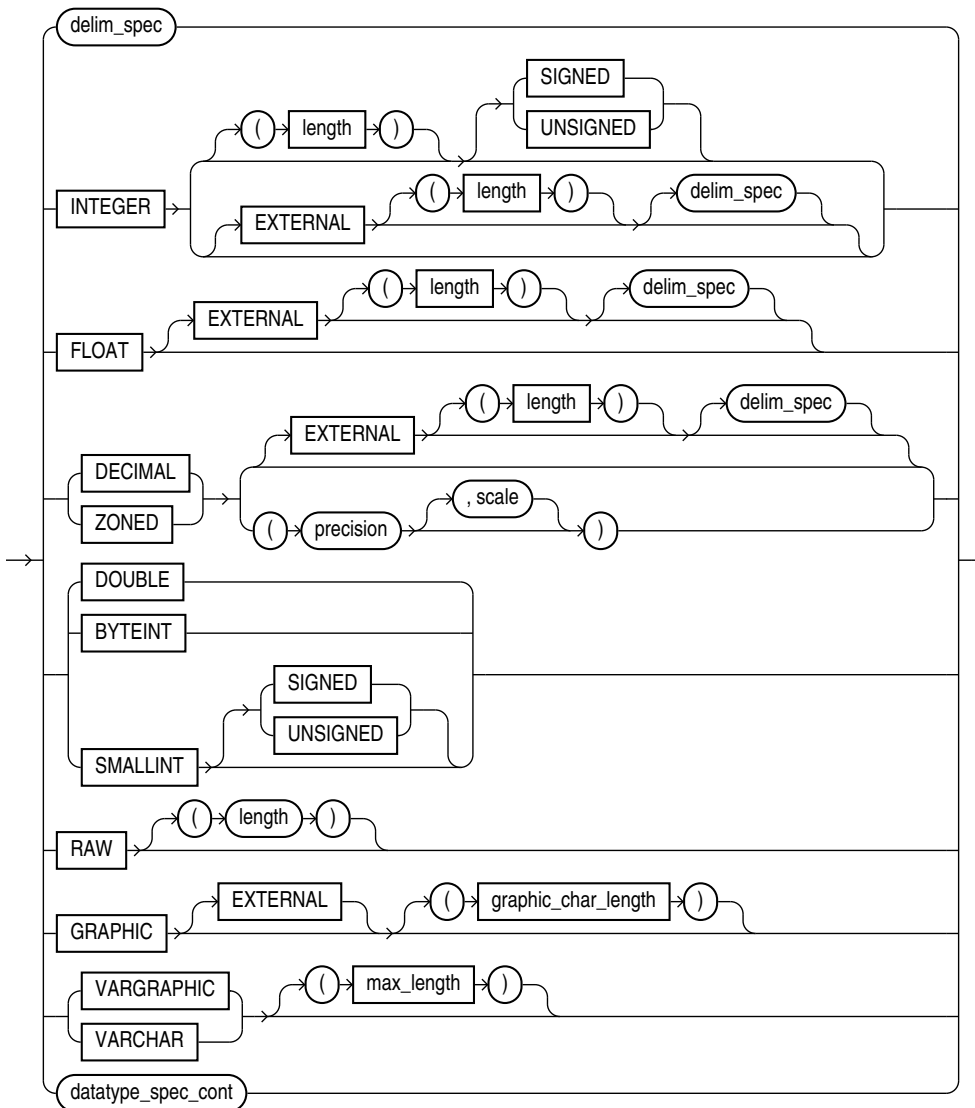 delim_spec
SIGNED
( length )
UNSIGNED
( length ) delim_spec
INTEGER
EXTERNAL
( length ) delim_spec
EXTERNAL
FLOAT
( length ) delim_spec
EXTERNAL
DECIMAL
, scale
ZONED
( precision )
DOUBLE
BYTEINT
SIGNED
UNSIGNED
SMALLINT
( length )
RAW
EXTERNAL ( graphic_char_length )
GRAPHIC
VARGRAPHIC ( max_length )
VARCHAR
datatype_spec_cont